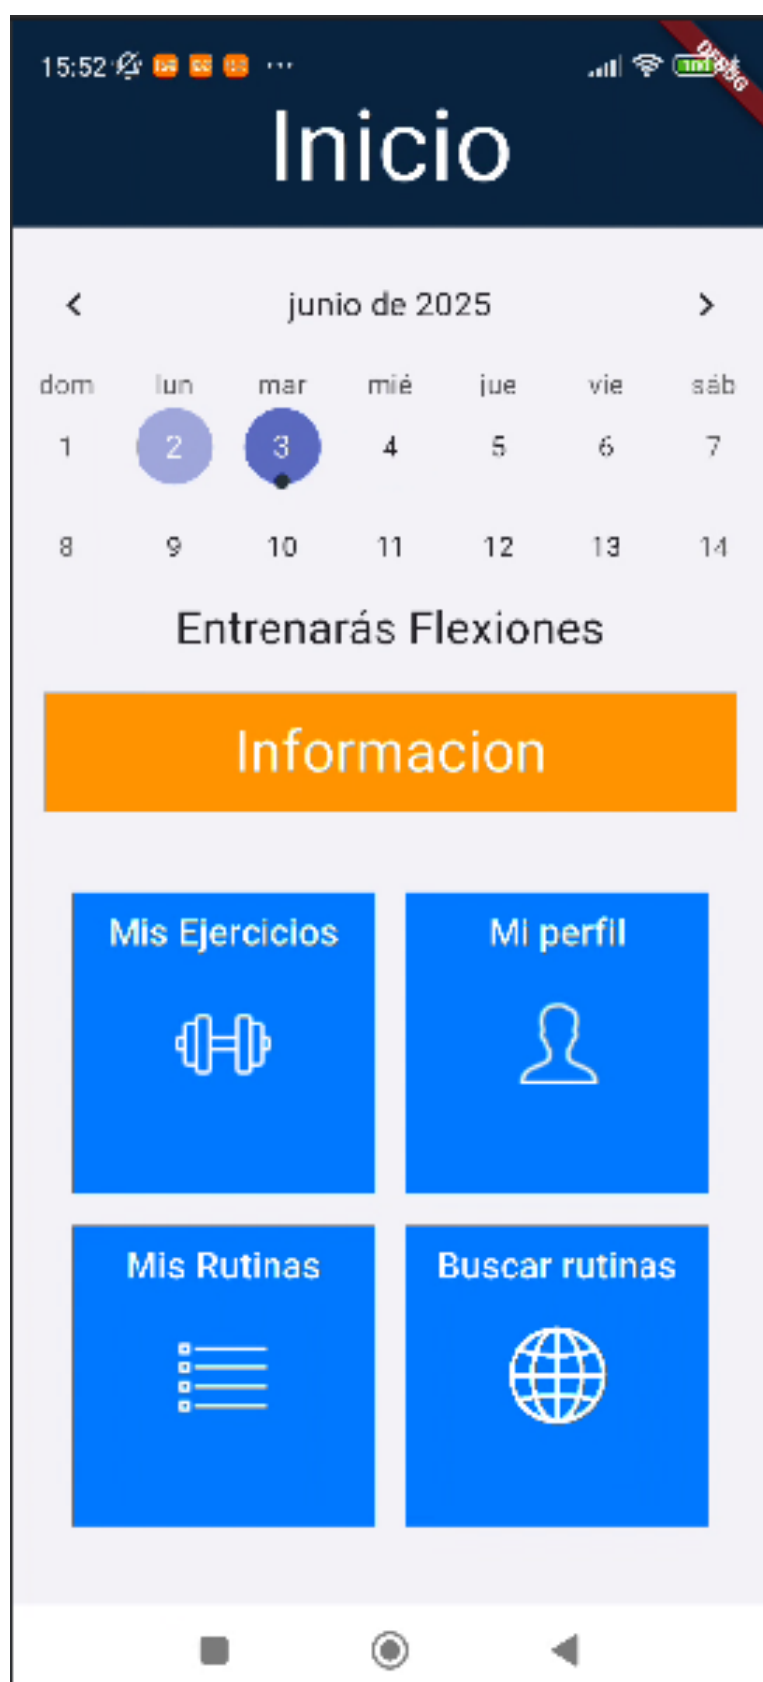 15:52
DEBUG
Inicio
junio de 2025
dom lun mar mié jue vie sáb
1 2 3 4 5 6 7
8 9 10 11 12 13 14
Entrenarás Flexiones
Informacion
Mis Ejercicios Mi perfil
Mis Rutinas Buscar rutinas